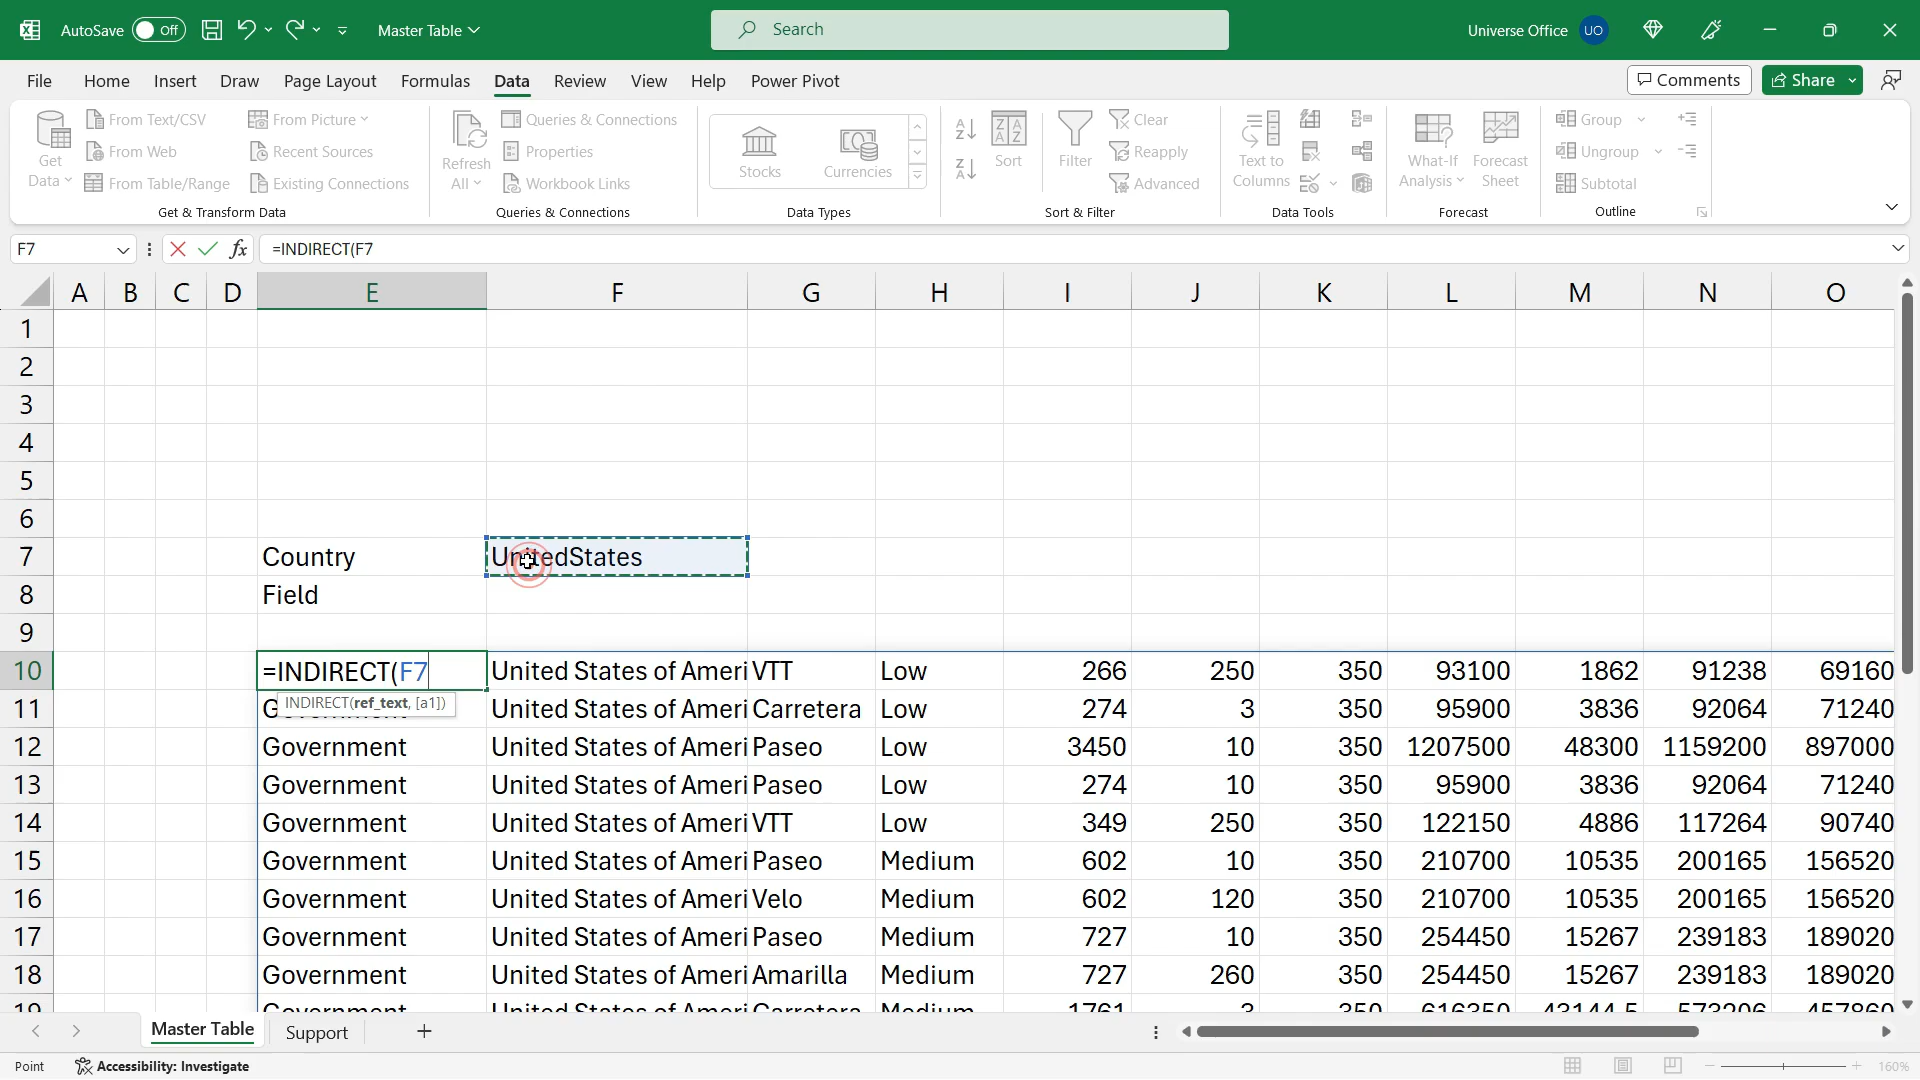 AutoSave Off Master Table Search Universe Office UO
File Home Insert Draw Page Layout Formulas Data Review View Help Power Pivot Comments Share
Get Data
From Text/CSV
From Web
From Table/Range
From Picture
Recent Sources
Existing Connections
Get & Transform Data
Refresh All
Queries & Connections
Properties
Workbook Links
Queries & Connections
Stocks
Currencies
Data Types
Sort
Filter
Clear
Reapply
Advanced
Sort & Filter
Text to Columns
Data Tools
What-If Analysis
Forecast Sheet
Forecast
Group
Ungroup
Subtotal
Outline
F7 fx =INDIRECT(F7
A B C D E F G H I J K L M N O
1
2
3
4
5
6
7 Country UnitedStates
8 Field
9
10 =INDIRECT(F7 United States of Ameri VTT Low 266 250 350 93100 1862 91238 69160
INDIRECT(ref_text, [a1])
11 United States of Ameri Carretera Low 274 3 350 95900 3836 92064 71240
12 Government United States of Ameri Paseo Low 3450 10 350 1207500 48300 1159200 897000
13 Government United States of Ameri Paseo Low 274 10 350 95900 3836 92064 71240
14 Government United States of Ameri VTT Low 349 250 350 122150 4886 117264 90740
15 Government United States of Ameri Paseo Medium 602 10 350 210700 10535 200165 156520
16 Government United States of Ameri Velo Medium 602 120 350 210700 10535 200165 156520
17 Government United States of Ameri Paseo Medium 727 10 350 254450 15267 239183 189020
18 Government United States of Ameri Amarilla Medium 727 260 350 254450 15267 239183 189020
Master Table Support
Point Accessibility: Investigate 160%